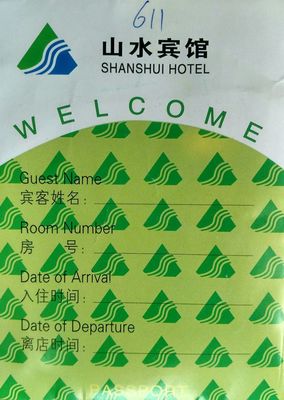 611
山水宾馆
SHANSHUI HOTEL
WELCOME
Guest Name
宾客姓名:
Room Number
房 号:
Date of Arrival
入住时间:
Date of Departure
离店时间:
PASSPORT